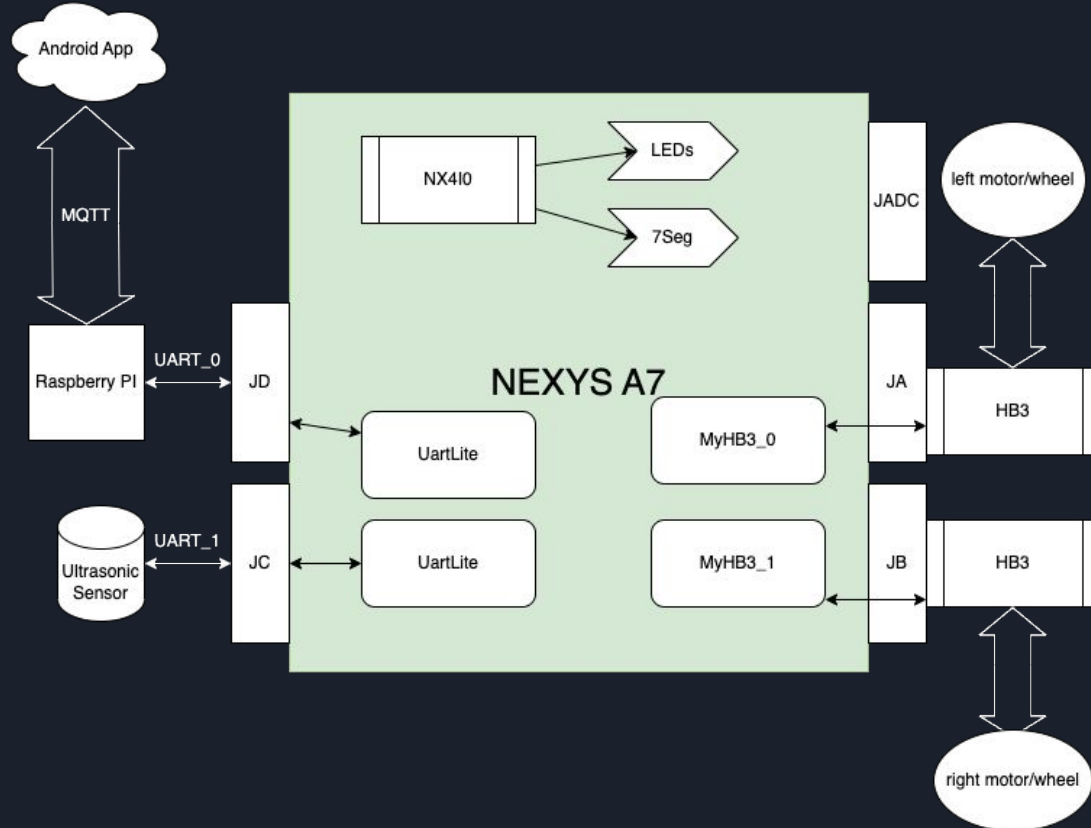 Android App
MQTT
Raspberry PI
UART_0
JD
Ultrasonic
Sensor
UART_1
JC
NX4I0
LEDs
7Seg
NEXYS A7
UartLite
UartLite
MyHB3_0
MyHB3_1
JADC
JA
JB
left motor/wheel
HB3
HB3
right motor/wheel